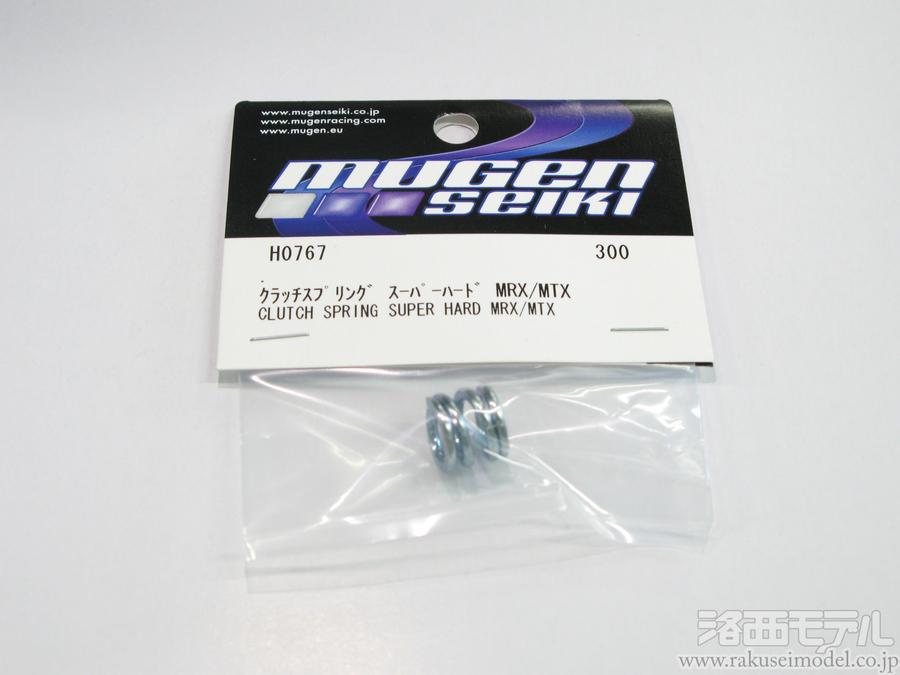 www.mugenseiki.co.jp
www.mugenracing.com
www.mugen.eu
mugen
seiki
H0767 300
クラッチスプリング スーパーハード MRX/MTX
CLUTCH SPRING SUPER HARD MRX/MTX
洛西モデル
www.rakuseimodel.co.jp